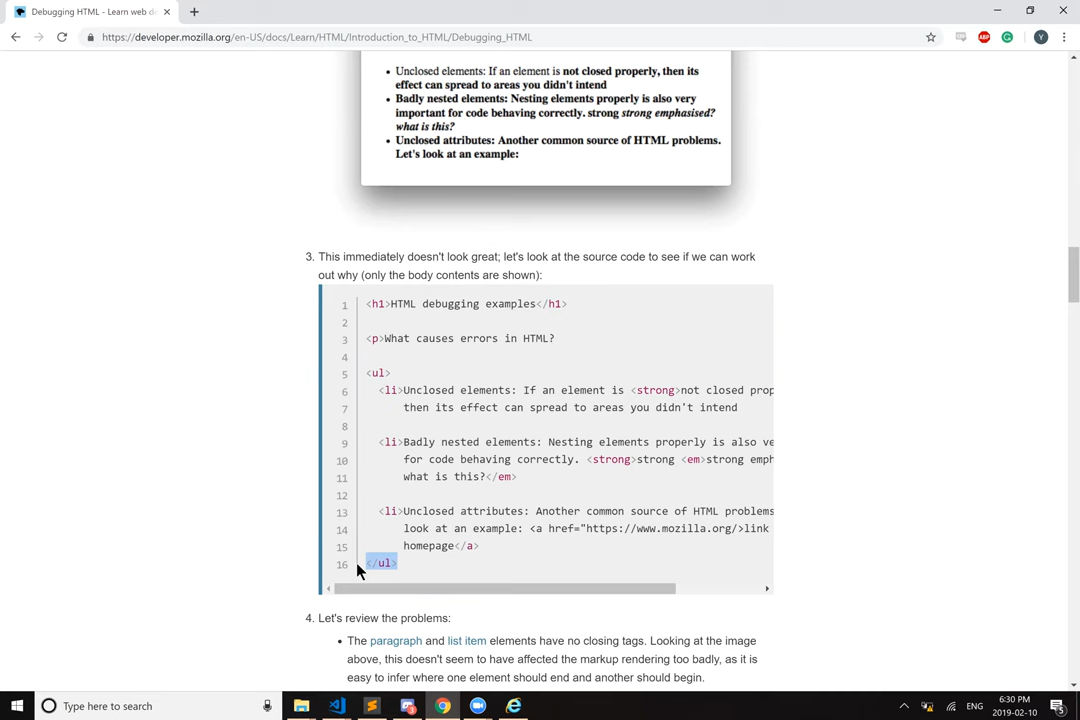 Debugging HTML - Learn web de
https://developer.mozilla.org/en-US/docs/Learn/HTML/Introduction_to_HTML/Debugging_HTML
ABP
G
Y
• Unclosed elements: If an element is not closed properly, then its
effect can spread to areas you didn't intend
• Badly nested elements: Nesting elements properly is also very
important for code behaving correctly. strong strong emphasised?
what is this?
• Unclosed attributes: Another common source of HTML problems.
Let's look at an example:
3. This immediately doesn't look great; let's look at the source code to see if we can work
out why (only the body contents are shown):
1 <h1>HTML debugging examples</h1>
2
3 <p>What causes errors in HTML?
4
5 <ul>
6 <li>Unclosed elements: If an element is <strong>not closed prop
7 then its effect can spread to areas you didn't intend
8
9 <li>Badly nested elements: Nesting elements properly is also ve
10 for code behaving correctly. <strong>strong <em>strong emph
11 what is this?</em>
12
13 <li>Unclosed attributes: Another common source of HTML problems
14 look at an example: <a href="https://www.mozilla.org/>link
15 homepage</a>
16 </ul>
4. Let's review the problems:
• The paragraph and list item elements have no closing tags. Looking at the image
above, this doesn't seem to have affected the markup rendering too badly, as it is
easy to infer where one element should end and another should begin.
Type here to search
ENG
6:30 PM
2019-02-10
5